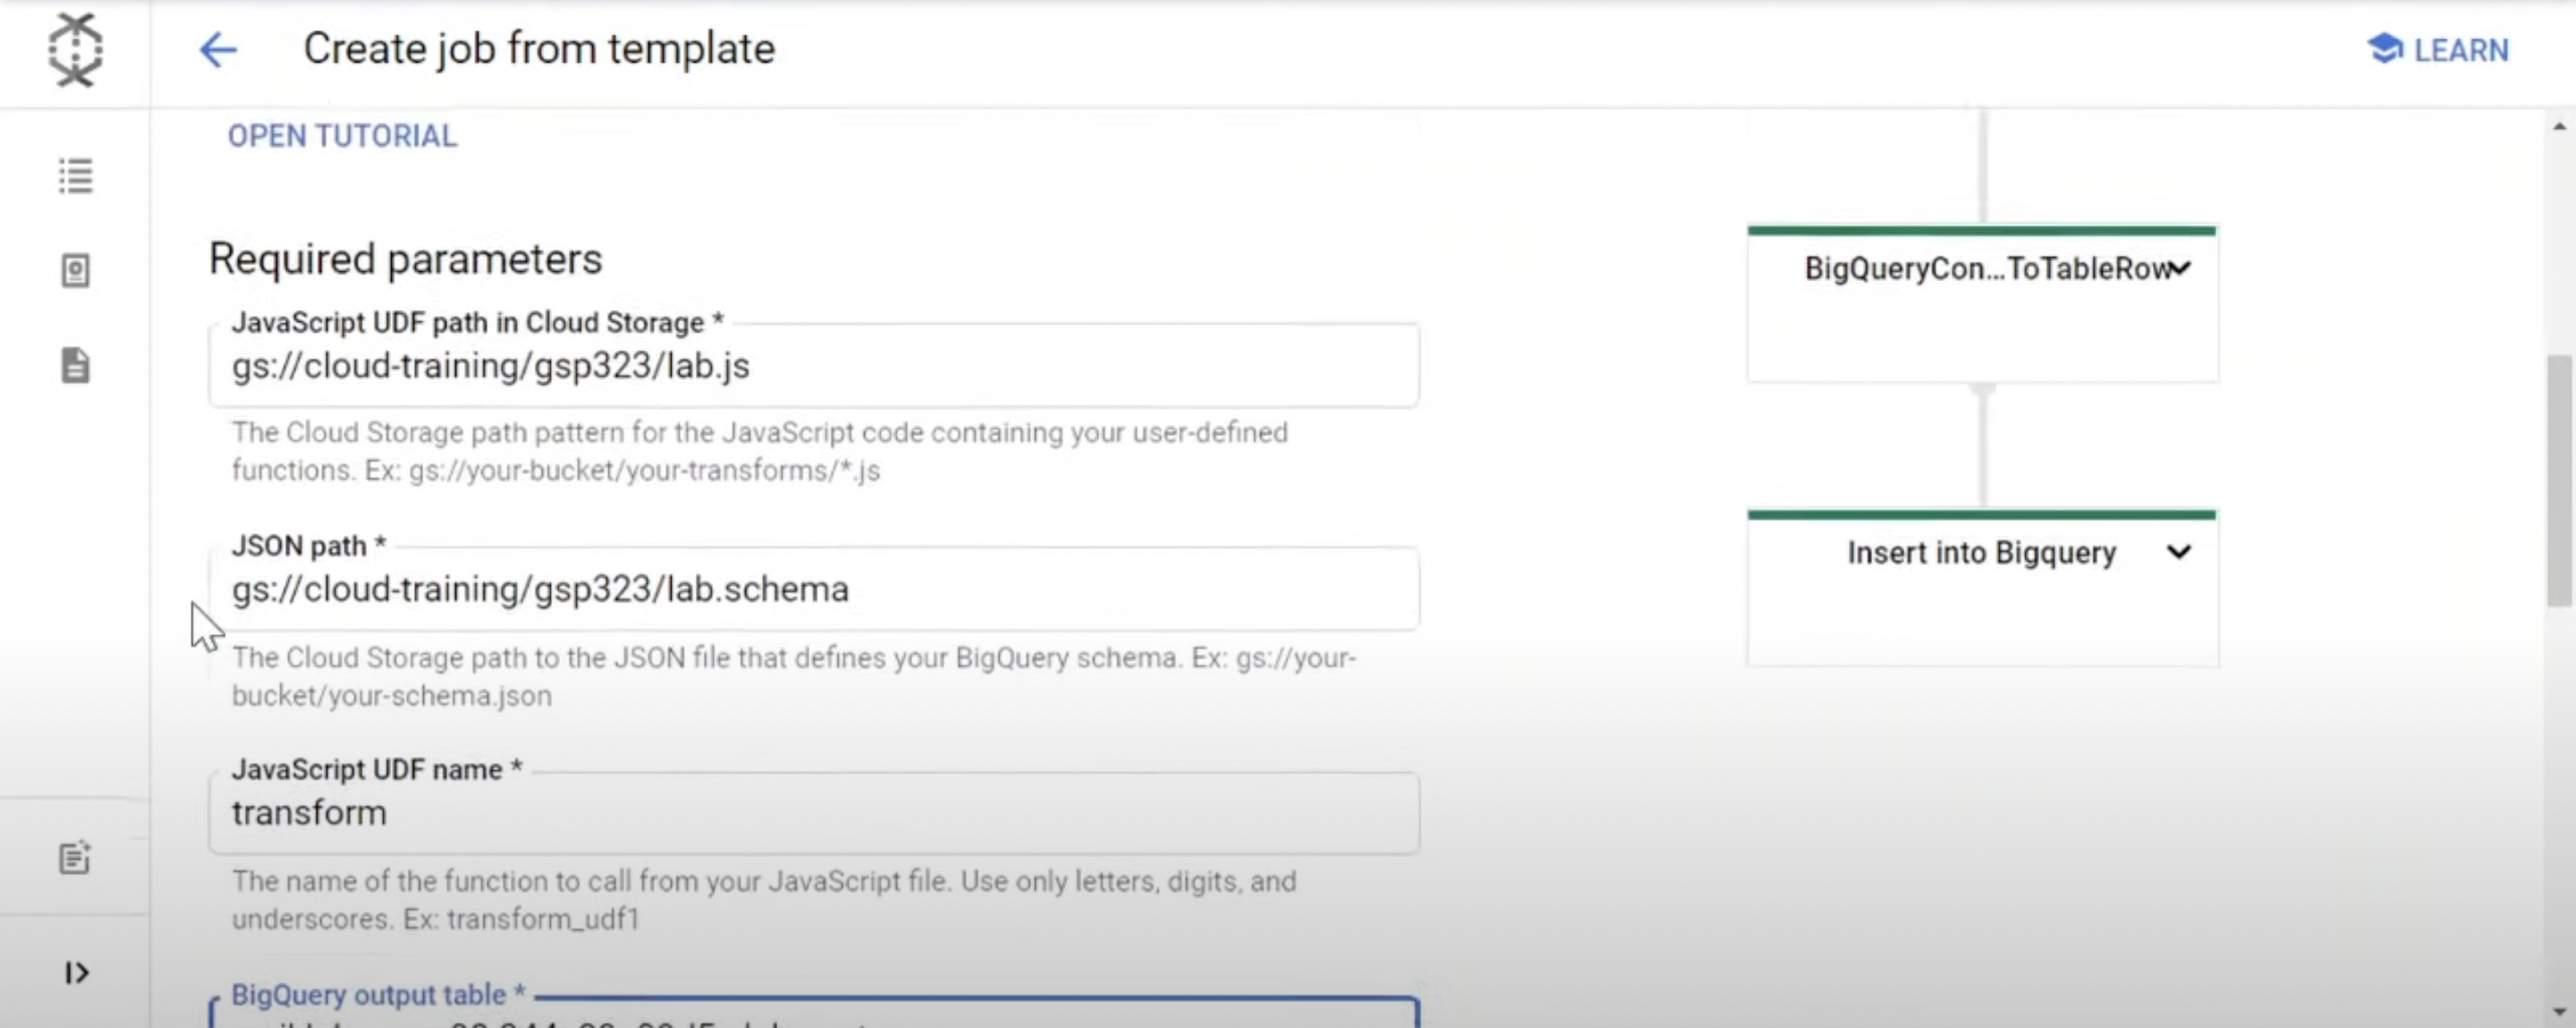 Create job from template
LEARN
OPEN TUTORIAL
Required parameters
JavaScript UDF path in Cloud Storage *
gs://cloud-training/gsp323/lab.js
The Cloud Storage path pattern for the JavaScript code containing your user-defined
functions. Ex: gs://your-bucket/your-transforms/*.js
JSON path *
gs://cloud-training/gsp323/lab.schema
The Cloud Storage path to the JSON file that defines your BigQuery schema. Ex: gs://your-
bucket/your-schema.json
JavaScript UDF name *
transform
The name of the function to call from your JavaScript file. Use only letters, digits, and
underscores. Ex: transform_udf1
BigQuery output table *
BigQueryCon...ToTableRow
Insert into Bigquery